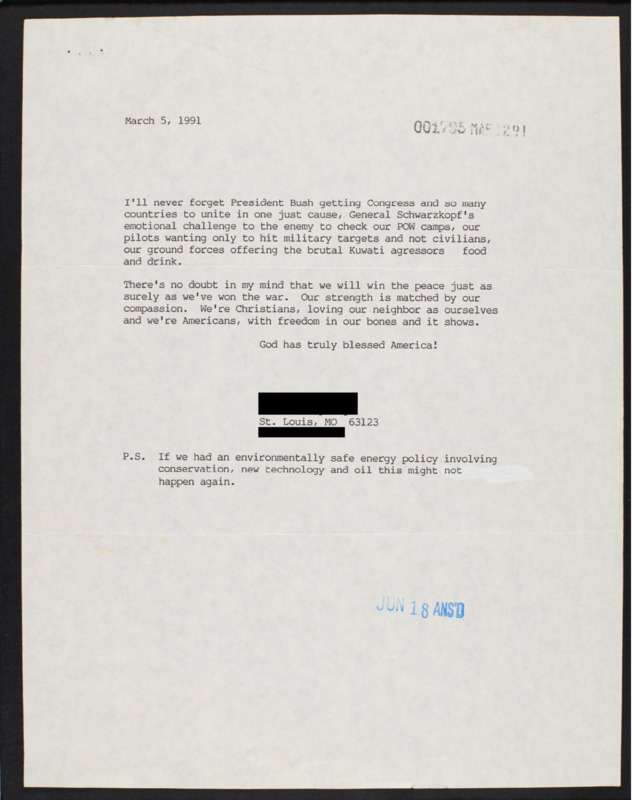 March 5, 1991
I'll never forget President Bush getting Congress and so many
countries to unite in one just cause, General Schwarzkopf's
emotional challenge to the enemy to check our POW camps, our
pilots wanting only to hit military targets and not civilians,
our ground forces offering the brutal Kuwati agressors food
and drink.
There's no doubt in my mind that we will win the peace just as
surely as we've won the war. Our strength is matched by our
compassion. We're Christians, loving our neighbor as ourselves
and we're Americans, with freedom in our bones and it shows.
God has truly blessed America!
St. Louis, MO 63123
P.S. If we had an environmentally safe energy policy involving
conservation, new technology and oil this might not
happen again.
JUN 18 ANS'D